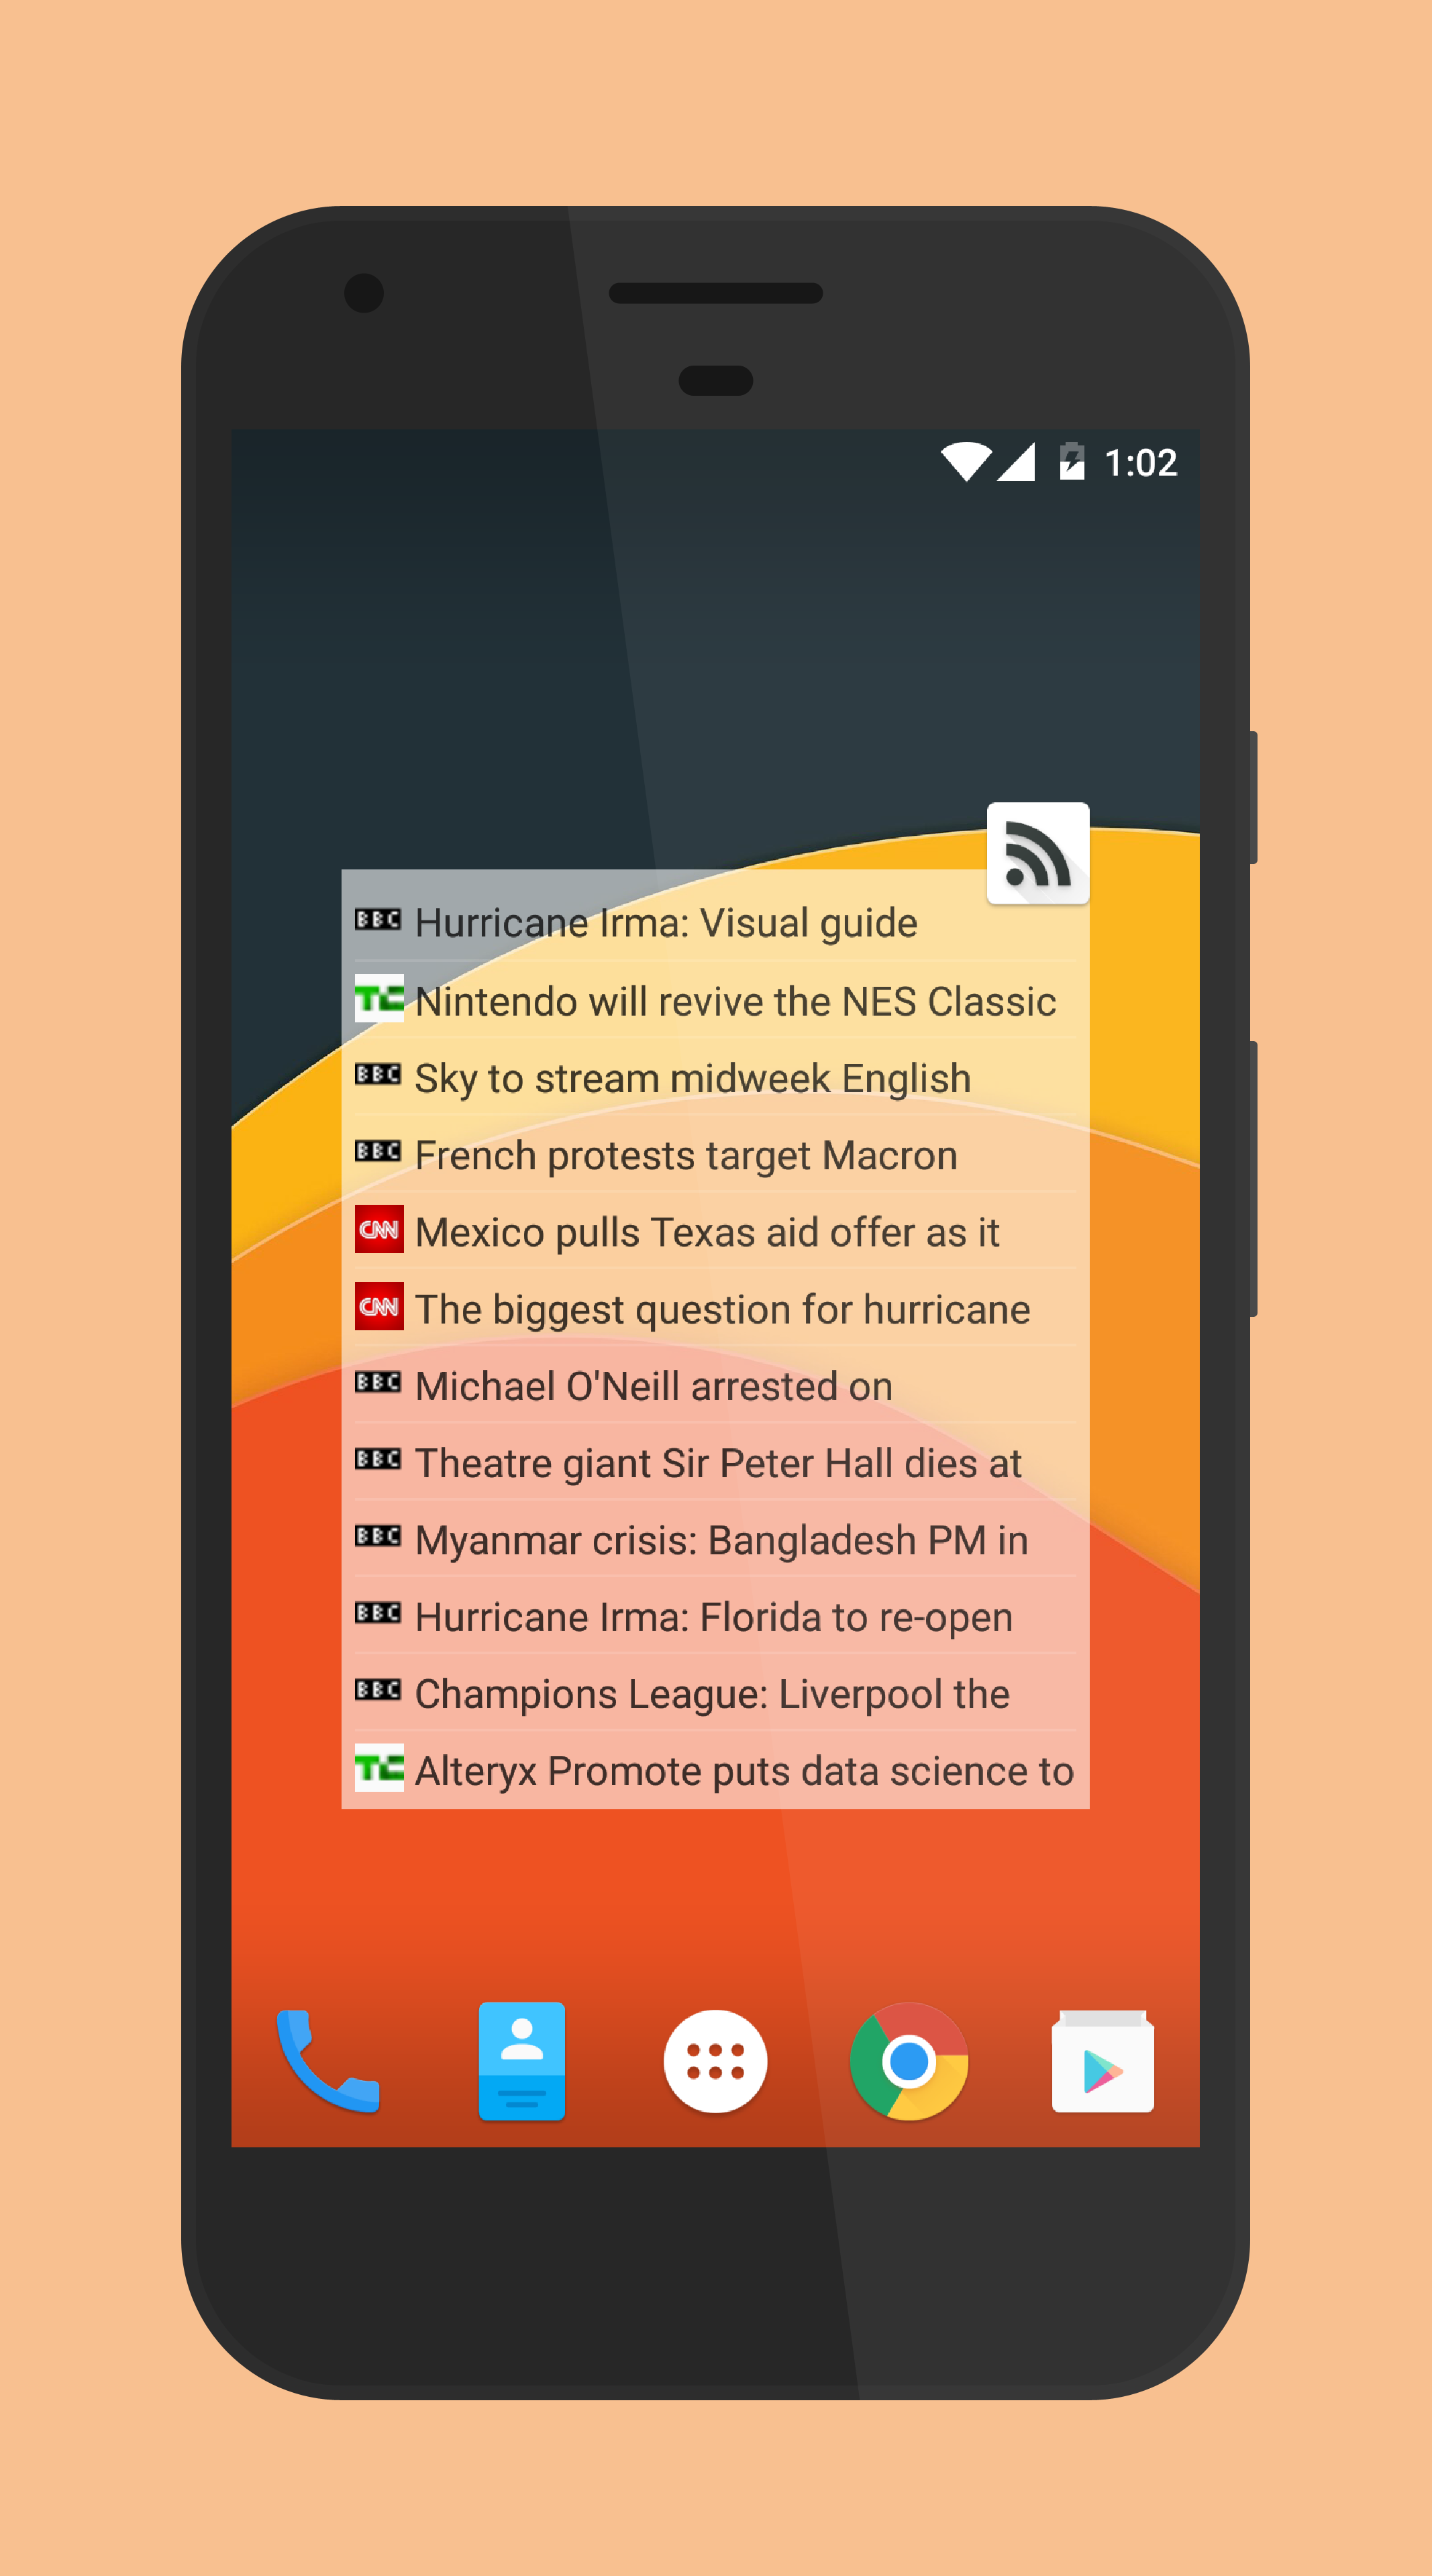 1:02
BBC Hurricane Irma: Visual guide
TC Nintendo will revive the NES Classic
BBC Sky to stream midweek English
BBC French protests target Macron
CNN Mexico pulls Texas aid offer as it
CNN The biggest question for hurricane
BBC Michael O'Neill arrested on
BBC Theatre giant Sir Peter Hall dies at
BBC Myanmar crisis: Bangladesh PM in
BBC Hurricane Irma: Florida to re-open
BBC Champions League: Liverpool the
TC Alteryx Promote puts data science to